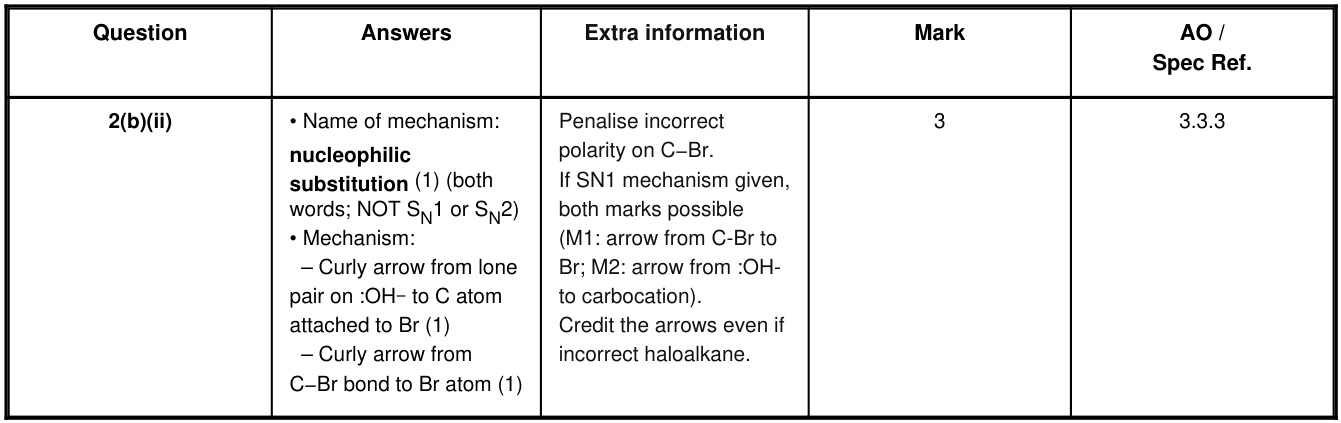 Question
Answers
Extra information
Mark
AO /
Spec Ref.
2(b)(ii)
• Name of mechanism:
nucleophilic
substitution (1) (both
words; NOT SN1 or SN2)
• Mechanism:
– Curly arrow from lone
pair on :OH− to C atom
attached to Br (1)
– Curly arrow from
C−Br bond to Br atom (1)
Penalise incorrect
polarity on C−Br.
If SN1 mechanism given,
both marks possible
(M1: arrow from C-Br to
Br; M2: arrow from :OH-
to carbocation).
Credit the arrows even if
incorrect haloalkane.
3
3.3.3